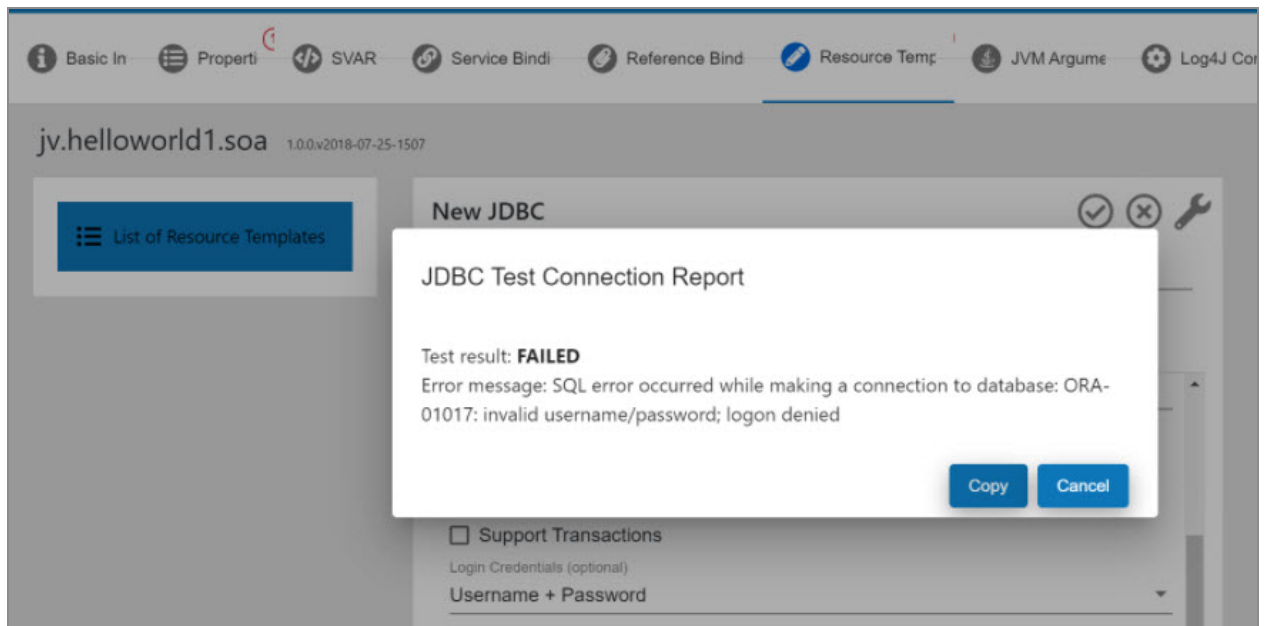 Basic In Properti SVAR Service Bindi Reference Bind Resource Temp JVM Argume Log4J Con
jv.helloworld1.soa 1.0.0.v2018-07-25-1507
List of Resource Templates
New JDBC
JDBC Test Connection Report
Test result: FAILED
Error message: SQL error occurred while making a connection to database: ORA-
01017: invalid username/password; logon denied
Copy Cancel
Support Transactions
Login Credentials (optional)
Username + Password